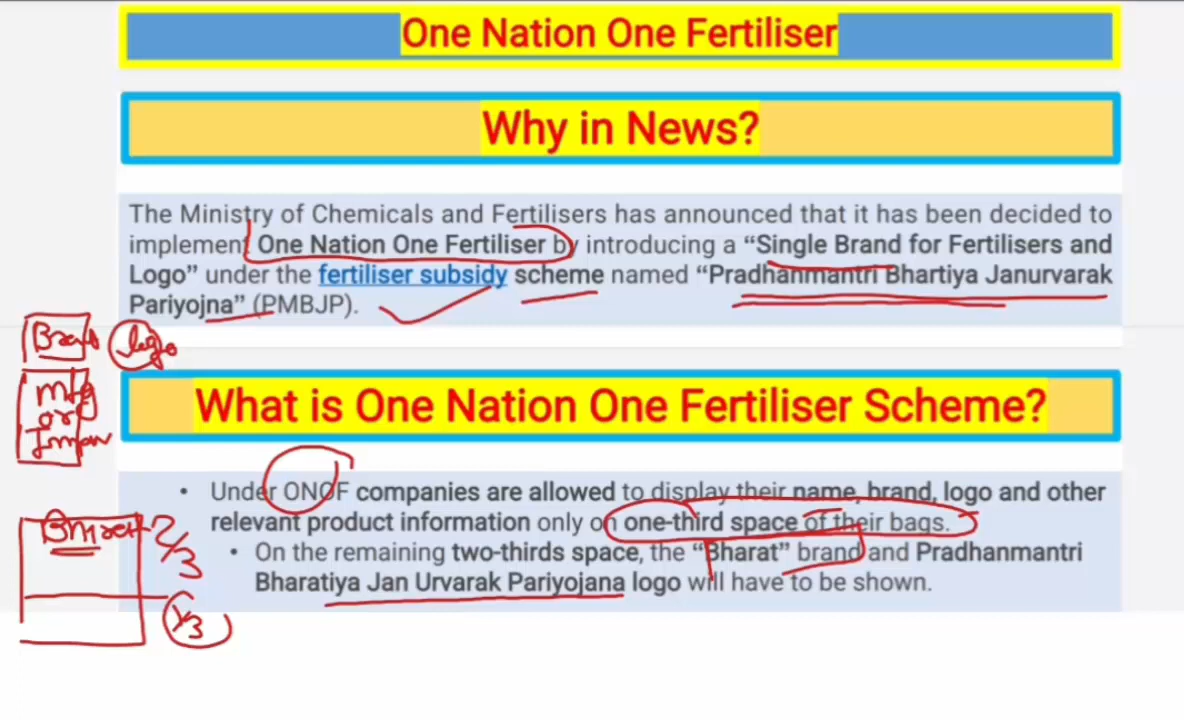 One Nation One Fertiliser
Why in News?
The Ministry of Chemicals and Fertilisers has announced that it has been decided to
implement One Nation One Fertiliser by introducing a “Single Brand for Fertilisers and
Logo” under the fertiliser subsidy scheme named “Pradhanmantri Bhartiya Janurvarak
Pariyojna” (PMBJP).
logo
mfg
What is One Nation One Fertiliser Scheme?
• Under ONOF companies are allowed to display their name, brand, logo and other
relevant product information only on one-third space of their bags.
• On the remaining two-thirds space, the “Bharat” brand and Pradhanmantri
Bharatiya Jan Urvarak Pariyojana logo will have to be shown.
2/3
1/3